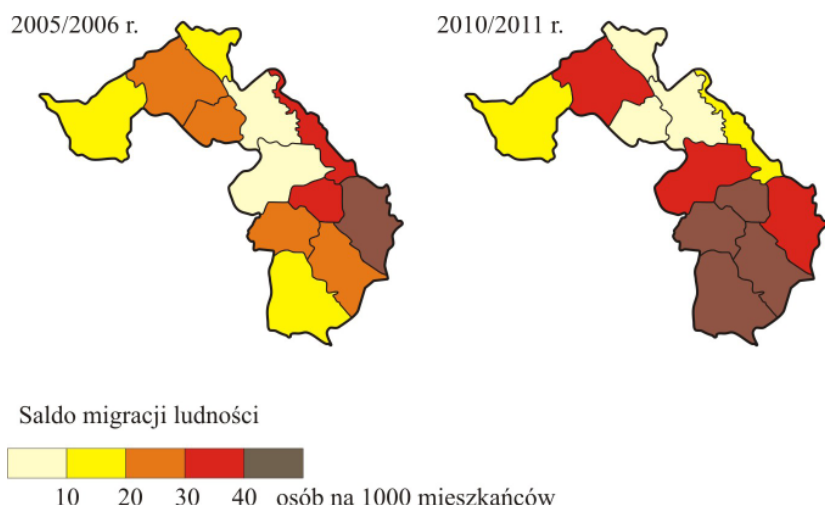 2005/2006 r.
2010/2011 r.
Saldo migracji ludności
10 20 30 40 osób na 1000 mieszkańców